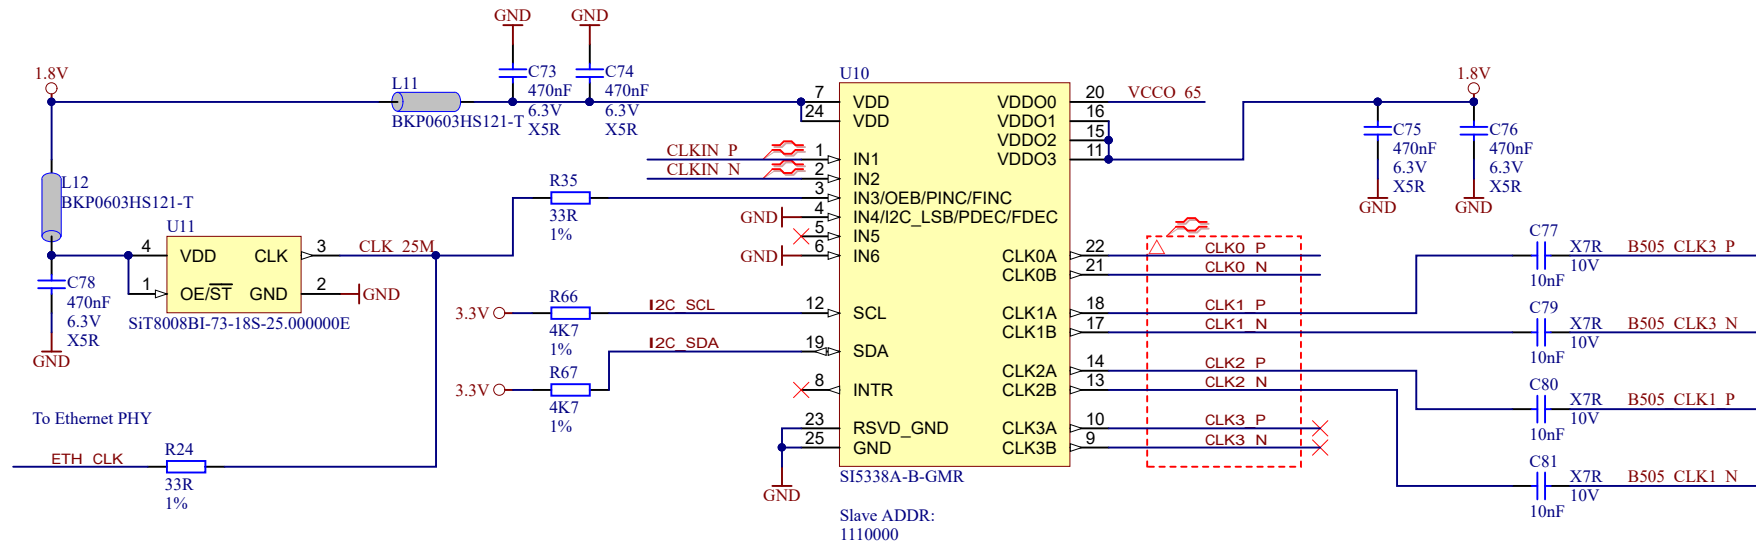 GND
GND
1.8V
L11
BKP0603HS121-T
C73
470nF
6.3V
X5R
C74
470nF
6.3V
X5R
L12
BKP0603HS121-T
U11
4 VDD CLK 3
1 OE/ST GND 2
SiT8008BI-73-18S-25.000000E
CLK_25M
GND
C78
470nF
6.3V
X5R
GND
To Ethernet PHY
ETH_CLK
R24
33R
1%
CLKIN_P
CLKIN_N
R35
33R
1%
GND
GND
3.3V
R66
4K7
1%
I2C_SCL
3.3V
R67
4K7
1%
I2C_SDA
GND
U10
7 VDD
24 VDD
1 IN1
2 IN2
3 IN3/OEB/PINC/FINC
4 IN4/I2C_LSB/PDEC/FDEC
5 IN5
6 IN6
12 SCL
19 SDA
8 INTR
23 RSVD_GND
25 GND
VDDO0 20
VDDO1 16
VDDO2 15
VDDO3 11
CLK0A 22
CLK0B 21
CLK1A 18
CLK1B 17
CLK2A 14
CLK2B 13
CLK3A 10
CLK3B 9
SI5338A-B-GMR
Slave ADDR:
1110000
VCCO_65
CLK0_P
CLK0_N
CLK1_P
CLK1_N
CLK2_P
CLK2_N
CLK3_P
CLK3_N
1.8V
C75
470nF
6.3V
X5R
GND
C76
470nF
6.3V
X5R
GND
C77
10nF
X7R
10V
B505_CLK3_P
C79
10nF
X7R
10V
B505_CLK3_N
C80
10nF
X7R
10V
B505_CLK1_P
C81
10nF
X7R
10V
B505_CLK1_N